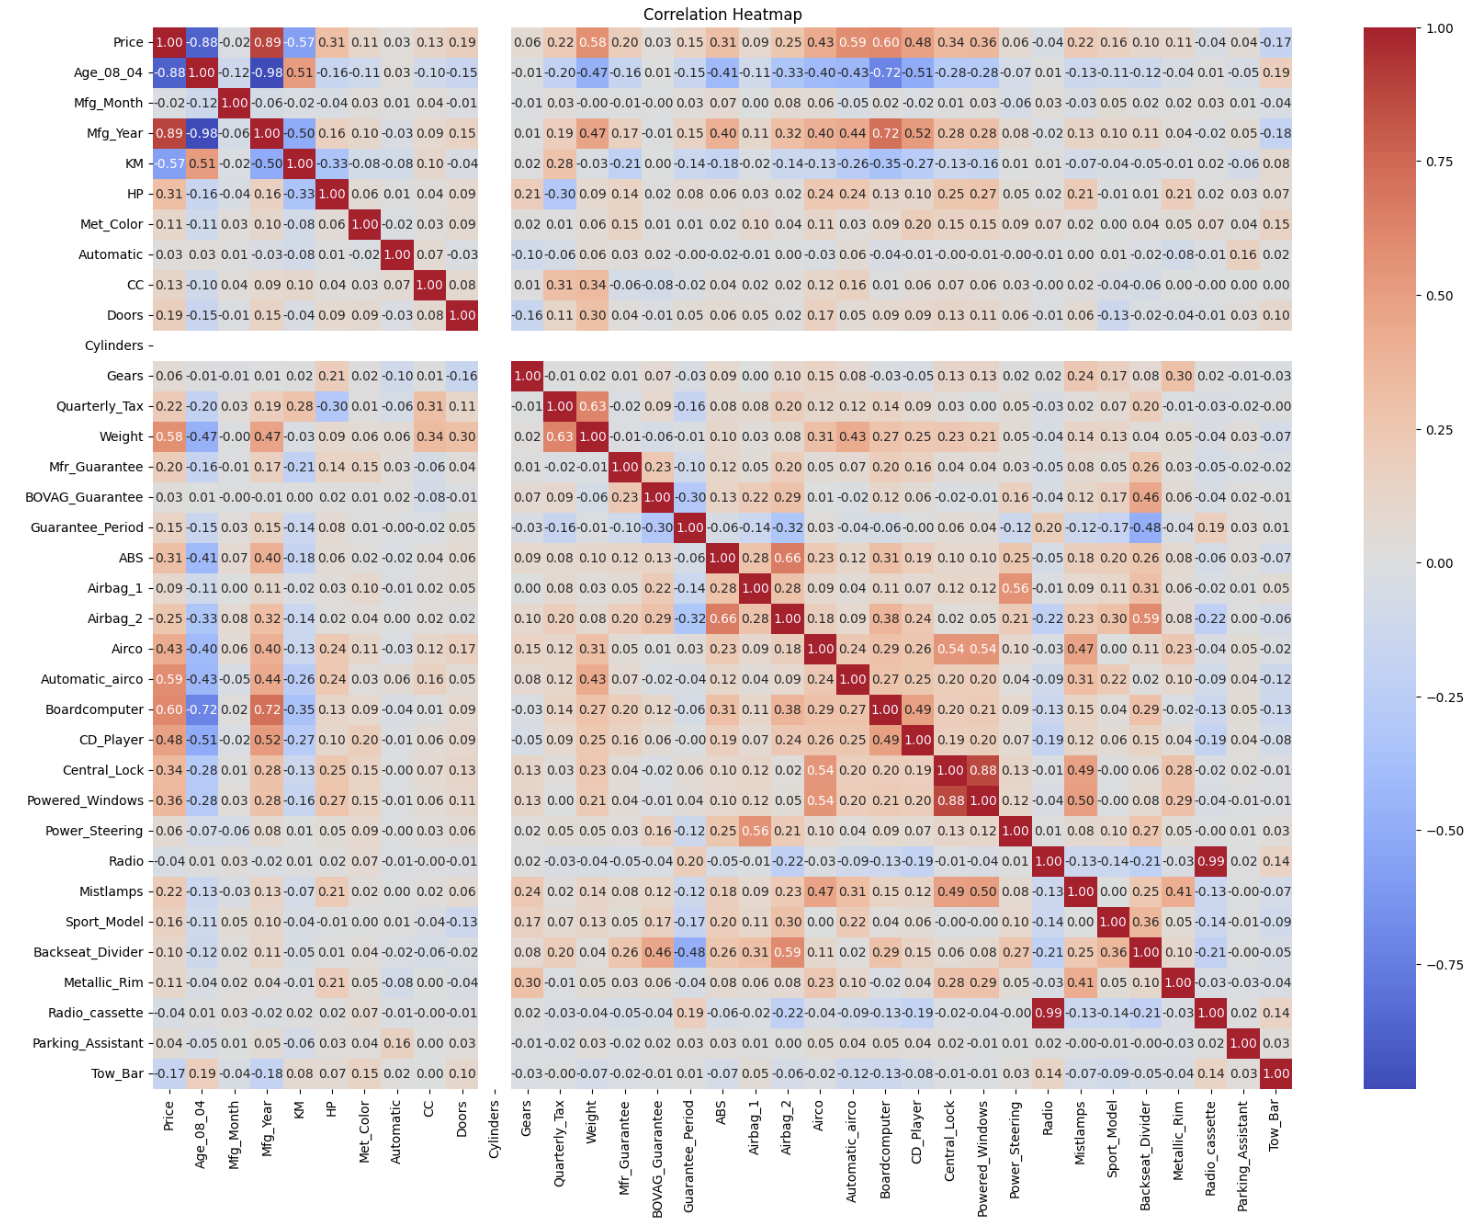 Correlation Heatmap
Price 1.00 -0.88 -0.02 0.89 -0.57 0.31 0.11 0.03 0.13 0.19 0.06 0.22 0.58 0.20 0.03 0.15 0.31 0.09 0.25 0.43 0.59 0.60 0.48 0.34 0.36 0.06 -0.04 0.22 0.16 0.10 0.11 -0.04 0.04 -0.17
Age_08_04 -0.88 1.00 -0.12 -0.98 0.51 -0.16 -0.11 0.03 -0.10 -0.15 -0.01 -0.20 -0.47 -0.16 0.01 -0.15 -0.41 -0.11 -0.33 -0.40 -0.43 -0.72 -0.51 -0.28 -0.28 -0.07 0.01 -0.13 -0.11 -0.12 -0.04 0.01 -0.05 0.19
Mfg_Month -0.02 -0.12 1.00 -0.06 -0.02 -0.04 0.03 0.01 0.04 -0.01 -0.01 0.03 -0.00 -0.01 -0.00 0.03 0.07 0.00 0.08 0.06 -0.05 0.02 -0.02 0.01 0.03 -0.06 0.03 -0.03 0.05 0.02 0.02 0.03 0.01 -0.04
Mfg_Year 0.89 -0.98 -0.06 1.00 -0.50 0.16 0.10 -0.03 0.09 0.15 0.01 0.19 0.47 0.17 -0.01 0.15 0.40 0.11 0.32 0.40 0.44 0.72 0.52 0.28 0.28 0.08 -0.02 0.13 0.10 0.11 0.04 -0.02 0.05 -0.18
KM -0.57 0.51 -0.02 -0.50 1.00 -0.33 -0.08 -0.08 0.10 -0.04 0.02 0.28 -0.03 -0.21 0.00 -0.14 -0.18 -0.02 -0.14 -0.13 -0.26 -0.35 -0.27 -0.13 -0.16 0.01 0.01 -0.07 -0.04 -0.05 -0.01 0.02 -0.06 0.08
HP 0.31 -0.16 -0.04 0.16 -0.33 1.00 0.06 0.01 0.04 0.09 0.21 -0.30 0.09 0.14 0.02 0.08 0.06 0.03 0.02 0.24 0.24 0.13 0.10 0.25 0.27 0.05 0.02 0.21 -0.01 0.01 0.21 0.02 0.03 0.07
Met_Color 0.11 -0.11 0.03 0.10 -0.08 0.06 1.00 -0.02 0.03 0.09 0.02 0.01 0.06 0.15 0.01 0.01 0.02 0.10 0.04 0.11 0.03 0.09 0.20 0.15 0.15 0.09 0.07 0.02 0.00 0.04 0.05 0.07 0.04 0.15
Automatic 0.03 0.03 0.01 -0.03 -0.08 0.01 -0.02 1.00 0.07 -0.03 -0.10 -0.06 0.06 0.03 0.02 -0.00 -0.02 -0.01 0.00 -0.03 0.06 -0.04 -0.01 -0.00 -0.01 -0.00 -0.01 0.00 0.01 -0.02 -0.08 -0.01 0.16 0.02
CC 0.13 -0.10 0.04 0.09 0.10 0.04 0.03 0.07 1.00 0.08 0.01 0.31 0.34 -0.06 -0.08 -0.02 0.04 0.02 0.02 0.12 0.16 0.01 0.06 0.07 0.06 0.03 -0.00 0.02 -0.04 -0.06 0.00 -0.00 0.00 0.00
Doors 0.19 -0.15 -0.01 0.15 -0.04 0.09 0.09 -0.03 0.08 1.00 -0.16 0.11 0.30 0.04 -0.01 0.05 0.06 0.05 0.02 0.17 0.05 0.09 0.09 0.13 0.11 0.06 -0.01 0.06 -0.13 -0.02 -0.04 -0.01 0.03 0.10
Cylinders
Gears 0.06 -0.01 -0.01 0.01 0.02 0.21 0.02 -0.10 0.01 -0.16 1.00 -0.01 0.02 0.01 0.07 -0.03 0.09 0.00 0.10 0.15 0.08 -0.03 -0.05 0.13 0.13 0.02 0.02 0.24 0.17 0.08 0.30 0.02 -0.01 -0.03
Quarterly_Tax 0.22 -0.20 0.03 0.19 0.28 -0.30 0.01 -0.06 0.31 0.11 -0.01 1.00 0.63 -0.02 0.09 -0.16 0.08 0.08 0.20 0.12 0.12 0.14 0.09 0.03 0.00 0.05 -0.03 0.02 0.07 0.20 -0.01 -0.03 -0.02 -0.00
Weight 0.58 -0.47 -0.00 0.47 -0.03 0.09 0.06 0.06 0.34 0.30 0.02 0.63 1.00 -0.01 -0.06 -0.01 0.10 0.03 0.08 0.31 0.43 0.27 0.25 0.23 0.21 0.05 -0.04 0.14 0.13 0.04 0.05 -0.04 0.03 -0.07
Mfr_Guarantee 0.20 -0.16 -0.01 0.17 -0.21 0.14 0.15 0.03 -0.06 0.04 0.01 -0.02 -0.01 1.00 0.23 -0.10 0.12 0.05 0.20 0.05 0.07 0.20 0.16 0.04 0.04 0.03 -0.05 0.08 0.05 0.26 0.03 -0.05 -0.02 -0.02
BOVAG_Guarantee 0.03 0.01 -0.00 -0.01 0.00 0.02 0.01 0.02 -0.08 -0.01 0.07 0.09 -0.06 0.23 1.00 -0.30 0.13 0.22 0.29 0.01 -0.02 0.12 0.06 -0.02 -0.01 0.16 -0.04 0.12 0.17 0.46 0.06 -0.04 0.02 -0.01
Guarantee_Period 0.15 -0.15 0.03 0.15 -0.14 0.08 0.01 -0.00 -0.02 0.05 -0.03 -0.16 -0.01 -0.10 -0.30 1.00 -0.06 -0.14 -0.32 0.03 -0.04 -0.06 -0.00 0.06 0.04 -0.12 0.20 -0.12 -0.17 -0.48 -0.04 0.19 0.03 0.01
ABS 0.31 -0.41 0.07 0.40 -0.18 0.06 0.02 -0.02 0.04 0.06 0.09 0.08 0.10 0.12 0.13 -0.06 1.00 0.28 0.66 0.23 0.12 0.31 0.19 0.10 0.10 0.25 -0.05 0.18 0.20 0.26 0.08 -0.06 0.03 -0.07
Airbag_1 0.09 -0.11 0.00 0.11 -0.02 0.03 0.10 -0.01 0.02 0.05 0.00 0.08 0.03 0.05 0.22 -0.14 0.28 1.00 0.28 0.09 0.04 0.11 0.07 0.12 0.12 0.56 -0.01 0.09 0.11 0.31 0.06 -0.02 0.01 0.05
Airbag_2 0.25 -0.33 0.08 0.32 -0.14 0.02 0.04 0.00 0.02 0.02 0.10 0.20 0.08 0.20 0.29 -0.32 0.66 0.28 1.00 0.18 0.09 0.38 0.24 0.02 0.05 0.21 -0.22 0.23 0.30 0.59 0.08 -0.22 0.00 -0.06
Airco 0.43 -0.40 0.06 0.40 -0.13 0.24 0.11 -0.03 0.12 0.17 0.15 0.12 0.31 0.05 0.01 0.03 0.23 0.09 0.18 1.00 0.24 0.29 0.26 0.54 0.54 0.10 -0.03 0.47 0.00 0.11 0.23 -0.04 0.05 -0.02
Automatic_airco 0.59 -0.43 -0.05 0.44 -0.26 0.24 0.03 0.06 0.16 0.05 0.08 0.12 0.43 0.07 -0.02 -0.04 0.12 0.04 0.09 0.24 1.00 0.27 0.25 0.20 0.20 0.04 -0.09 0.31 0.22 0.02 0.10 -0.09 0.04 -0.12
Boardcomputer 0.60 -0.72 0.02 0.72 -0.35 0.13 0.09 -0.04 0.01 0.09 -0.03 0.14 0.27 0.20 0.12 -0.06 0.31 0.11 0.38 0.29 0.27 1.00 0.49 0.20 0.21 0.09 -0.13 0.15 0.04 0.29 -0.02 -0.13 0.05 -0.13
CD_Player 0.48 -0.51 -0.02 0.52 -0.27 0.10 0.20 -0.01 0.06 0.09 -0.05 0.09 0.25 0.16 0.06 -0.00 0.19 0.07 0.24 0.26 0.25 0.49 1.00 0.19 0.20 0.07 -0.19 0.12 0.06 0.15 0.04 -0.19 0.04 -0.08
Central_Lock 0.34 -0.28 0.01 0.28 -0.13 0.25 0.15 -0.00 0.07 0.13 0.13 0.03 0.23 0.04 -0.02 0.06 0.10 0.12 0.02 0.54 0.20 0.20 0.19 1.00 0.88 0.13 -0.01 0.49 -0.00 0.06 0.28 -0.02 0.02 -0.01
Powered_Windows 0.36 -0.28 0.03 0.28 -0.16 0.27 0.15 -0.01 0.06 0.11 0.13 0.00 0.21 0.04 -0.01 0.04 0.10 0.12 0.05 0.54 0.20 0.21 0.20 0.88 1.00 0.12 -0.04 0.50 -0.00 0.08 0.29 -0.04 -0.01 -0.01
Power_Steering 0.06 -0.07 -0.06 0.08 0.01 0.05 0.09 -0.00 0.03 0.06 0.02 0.05 0.05 0.03 0.16 -0.12 0.25 0.56 0.21 0.10 0.04 0.09 0.07 0.13 0.12 1.00 0.01 0.08 0.10 0.27 0.05 -0.00 0.01 0.03
Radio -0.04 0.01 0.03 -0.02 0.01 0.02 0.07 -0.01 -0.00 -0.01 0.02 -0.03 -0.04 -0.05 -0.04 0.20 -0.05 -0.01 -0.22 -0.03 -0.09 -0.13 -0.19 -0.01 -0.04 0.01 1.00 -0.13 -0.14 -0.21 -0.03 0.99 0.02 0.14
Mistlamps 0.22 -0.13 -0.03 0.13 -0.07 0.21 0.02 0.00 0.02 0.06 0.24 0.02 0.14 0.08 0.12 -0.12 0.18 0.09 0.23 0.47 0.31 0.15 0.12 0.49 0.50 0.08 -0.13 1.00 0.00 0.25 0.41 -0.13 -0.00 -0.07
Sport_Model 0.16 -0.11 0.05 0.10 -0.04 -0.01 0.00 0.01 -0.04 -0.13 0.17 0.07 0.13 0.05 0.17 -0.17 0.20 0.11 0.30 0.00 0.22 0.04 0.06 -0.00 -0.00 0.10 -0.14 0.00 1.00 0.36 0.05 -0.14 -0.01 -0.09
Backseat_Divider 0.10 -0.12 0.02 0.11 -0.05 0.01 0.04 -0.02 -0.06 -0.02 0.08 0.20 0.04 0.26 0.46 -0.48 0.26 0.31 0.59 0.11 0.02 0.29 0.15 0.06 0.08 0.27 -0.21 0.25 0.36 1.00 0.10 -0.21 -0.00 -0.05
Metallic_Rim 0.11 -0.04 0.02 0.04 -0.01 0.21 0.05 -0.08 0.00 -0.04 0.30 -0.01 0.05 0.03 0.06 -0.04 0.08 0.06 0.08 0.23 0.10 -0.02 0.04 0.28 0.29 0.05 -0.03 0.41 0.05 0.10 1.00 -0.03 -0.03 -0.04
Radio_cassette -0.04 0.01 0.03 -0.02 0.02 0.02 0.07 -0.01 -0.00 -0.01 0.02 -0.03 -0.04 -0.05 -0.04 0.19 -0.06 -0.02 -0.22 -0.04 -0.09 -0.13 -0.19 -0.02 -0.04 -0.00 0.99 -0.13 -0.14 -0.21 -0.03 1.00 0.02 0.14
Parking_Assistant 0.04 -0.05 0.01 0.05 -0.06 0.03 0.04 0.16 0.00 0.03 -0.01 -0.02 0.03 -0.02 0.02 0.03 0.03 0.01 0.00 0.05 0.04 0.05 0.04 0.02 -0.01 0.01 0.02 -0.00 -0.01 -0.00 -0.03 0.02 1.00 0.03
Tow_Bar -0.17 0.19 -0.04 -0.18 0.08 0.07 0.15 0.02 0.00 0.10 -0.03 -0.00 -0.07 -0.02 -0.01 0.01 -0.07 0.05 -0.06 -0.02 -0.12 -0.13 -0.08 -0.01 -0.01 0.03 0.14 -0.07 -0.09 -0.05 -0.04 0.14 0.03 1.00
Price
Age_08_04
Mfg_Month
Mfg_Year
KM
HP
Met_Color
Automatic
CC
Doors
Cylinders
Gears
Quarterly_Tax
Weight
Mfr_Guarantee
BOVAG_Guarantee
Guarantee_Period
ABS
Airbag_1
Airbag_2
Airco
Automatic_airco
Boardcomputer
CD_Player
Central_Lock
Powered_Windows
Power_Steering
Radio
Mistlamps
Sport_Model
Backseat_Divider
Metallic_Rim
Radio_cassette
Parking_Assistant
Tow_Bar
1.00
0.75
0.50
0.25
0.00
−0.25
−0.50
−0.75